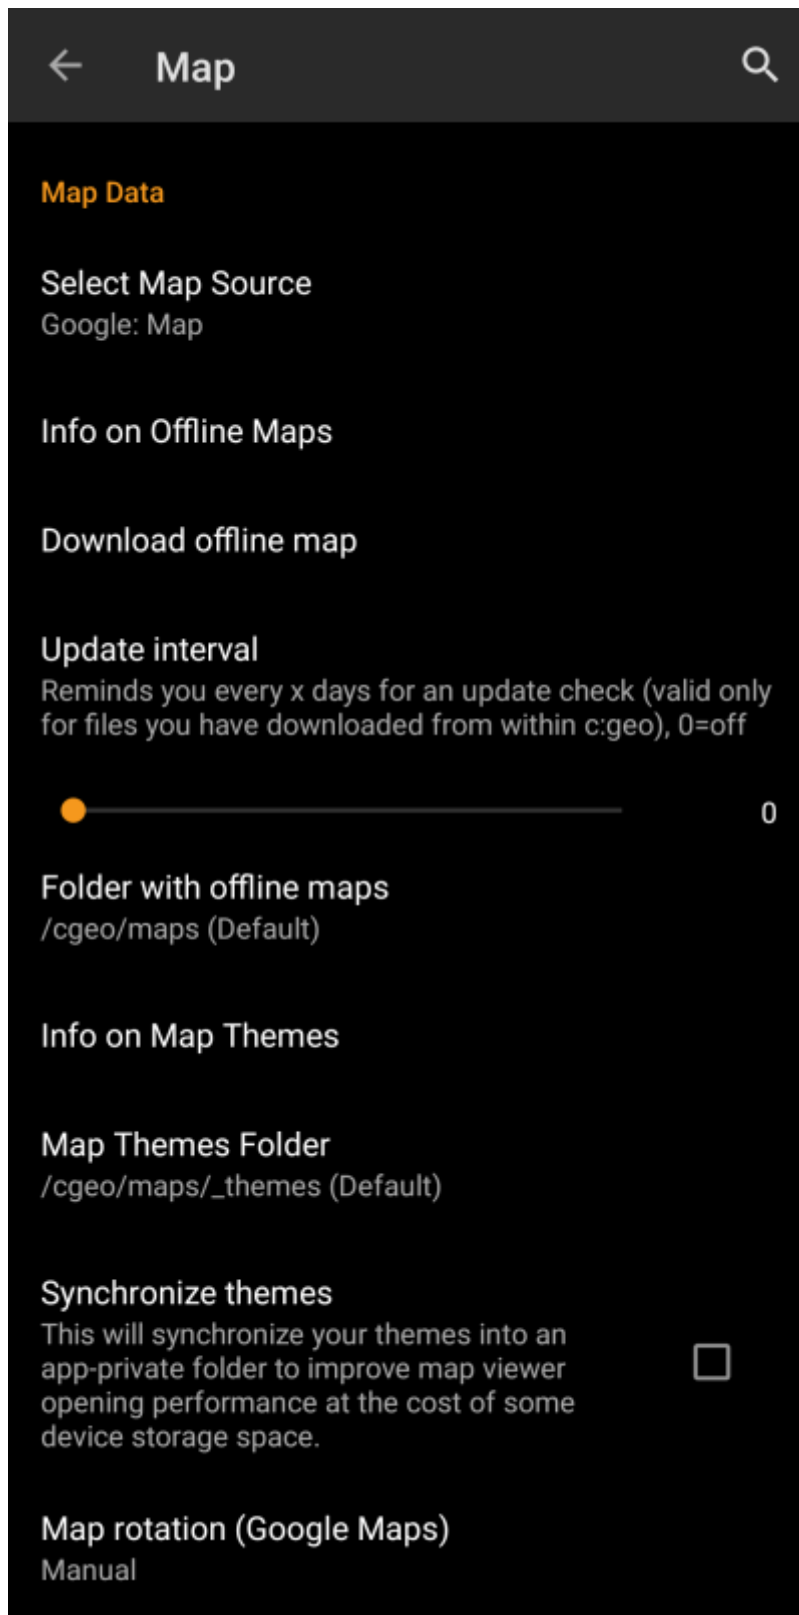 Map
Map Data
Select Map Source
Google: Map
Info on Offline Maps
Download offline map
Update interval
Reminds you every x days for an update check (valid only
for files you have downloaded from within c:geo), 0=off
0
Folder with offline maps
/cgeo/maps (Default)
Info on Map Themes
Map Themes Folder
/cgeo/maps/_themes (Default)
Synchronize themes
This will synchronize your themes into an
app-private folder to improve map viewer
opening performance at the cost of some
device storage space.
Map rotation (Google Maps)
Manual